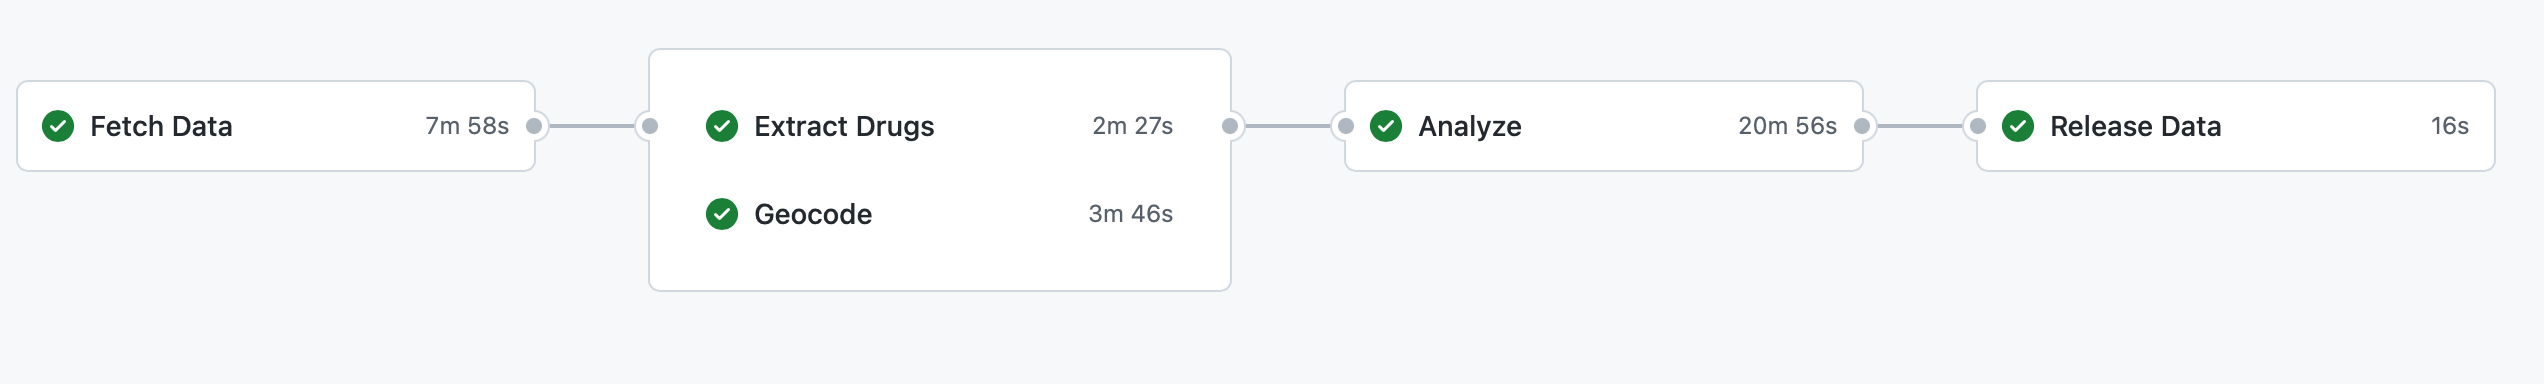 Fetch Data 7m 58s
Extract Drugs 2m 27s
Geocode 3m 46s
Analyze 20m 56s
Release Data 16s